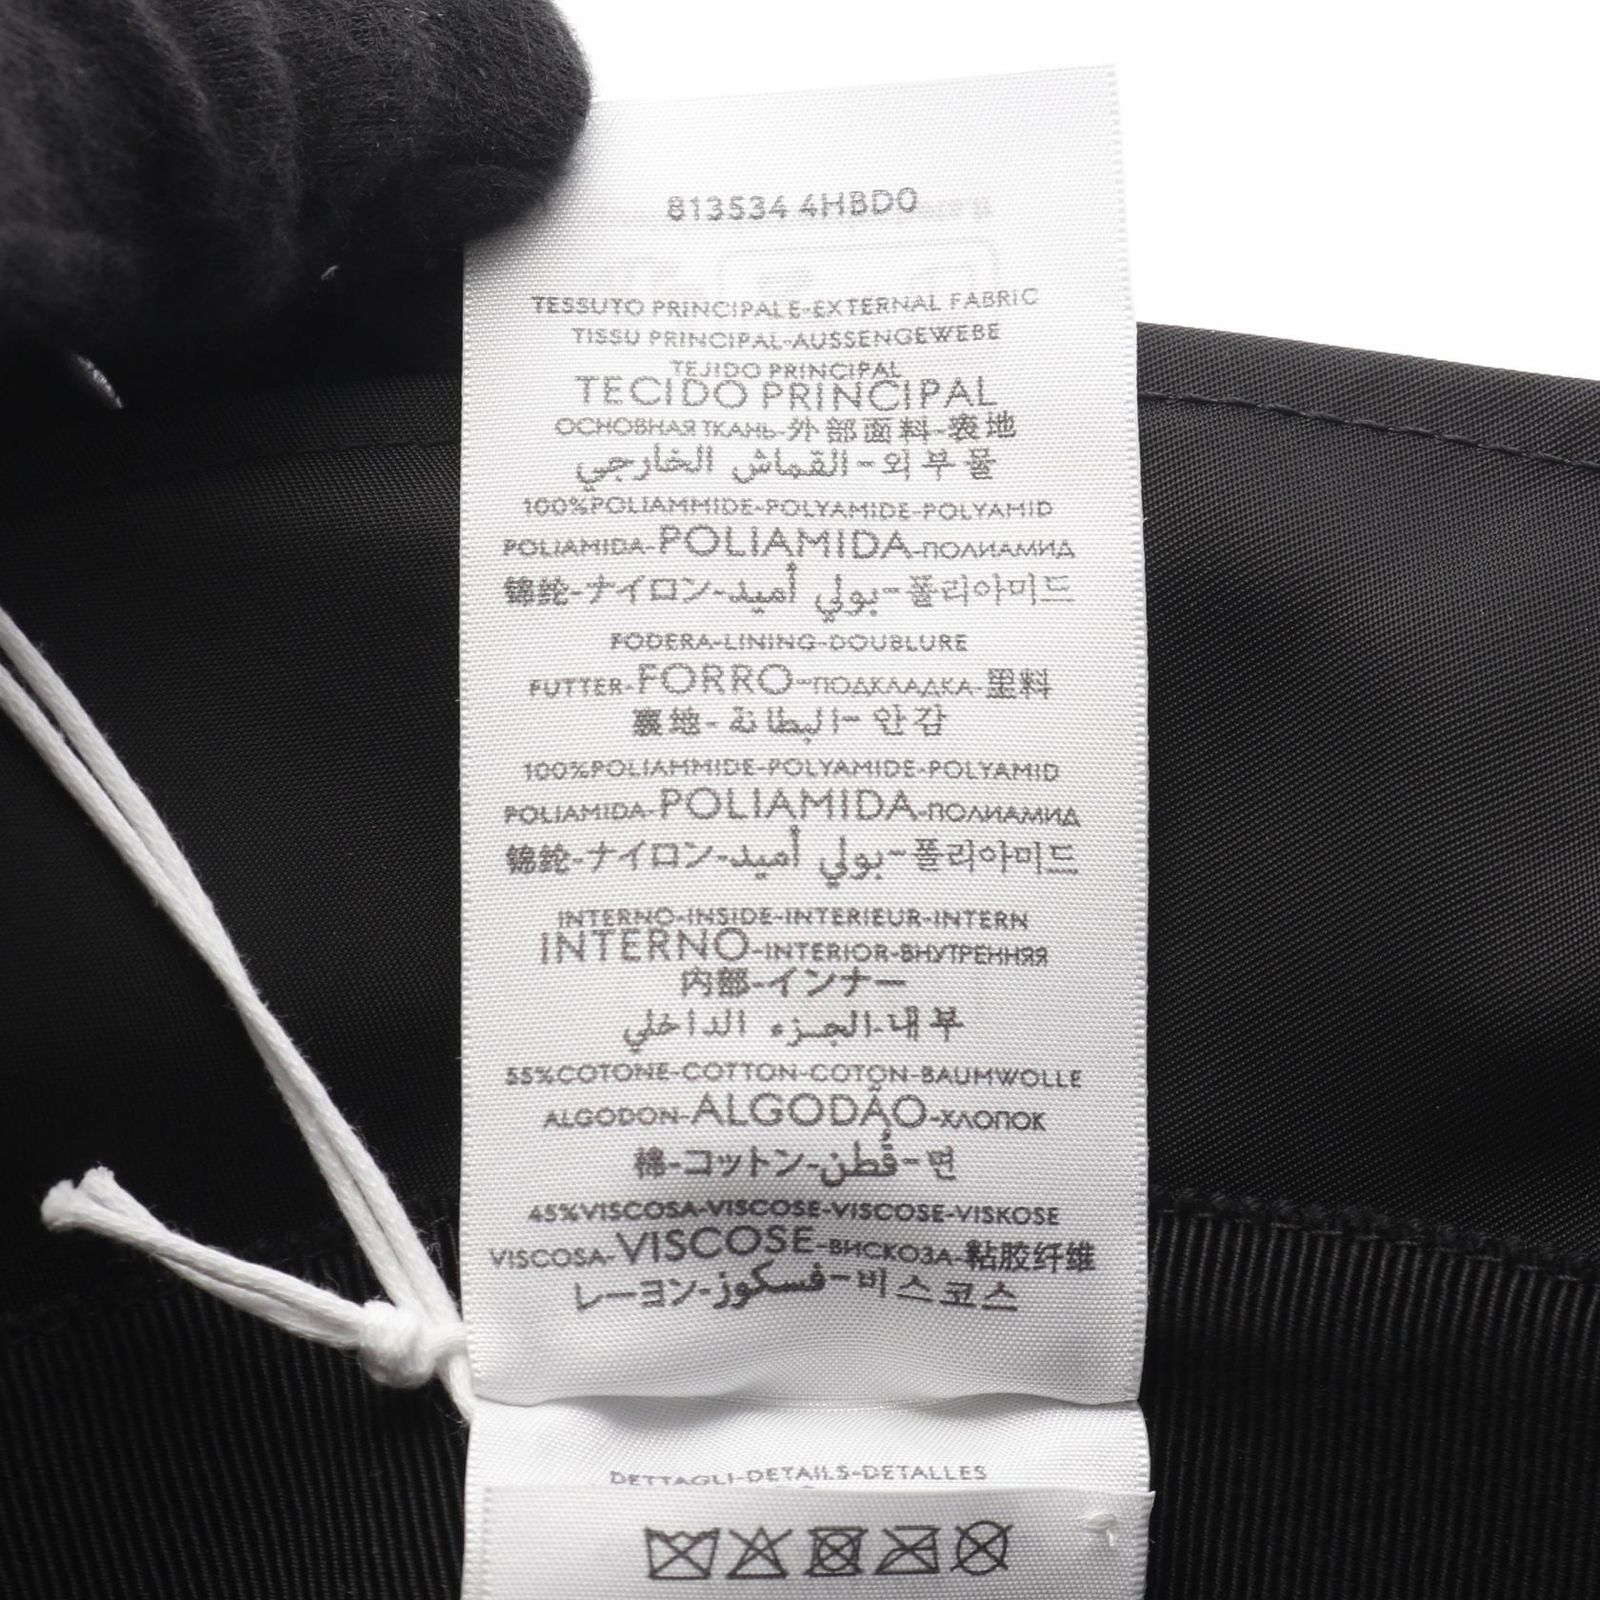 813534 4HBD0
TESSUTO PRINCIPALE-EXTERNAL FABRIC
TISSU PRINCIPAL-AUSSENGEWEBE
TEJIDO PRINCIPAL
TECIDO PRINCIPAL
ОСНОВНАЯ ТКАНЬ-外部面料-表地
القماش الخارجي-외부물
100%POLIAMMIDE-POLYAMIDE-POLYAMID
POLIAMIDA-POLIAMIDA-ПОЛИАМИД
锦纶-ナイロン-بولي أميد-폴리아미드
FODERA-LINING-DOUBLURE
FUTTER-FORRO-ПОДКЛАДКА-里料
裏地-البطانة-안감
100%POLIAMMIDE-POLYAMIDE-POLYAMID
POLIAMIDA-POLIAMIDA-ПОЛИАМИД
锦纶-ナイロン-بولي أميد-폴리아미드
INTERNO-INSIDE-INTERIEUR-INTERN
INTERNO-INTERIOR-ВНУТРЕННЯЯ
内部-インナー
الجزء الداخلي-내부
55%COTONE-COTTON-COTON-BAUMWOLLE
ALGODON-ALGODÃO-ХЛОПОК
棉-コットン-قُطن-면
45%VISCOSA-VISCOSE-VISCOSE-VISKOSE
VISCOSA-VISCOSE-ВИСКОЗА-粘胶纤维
レーヨン-فسكوز-비스코스
DETTAGLI-DETAILS-DETALLES